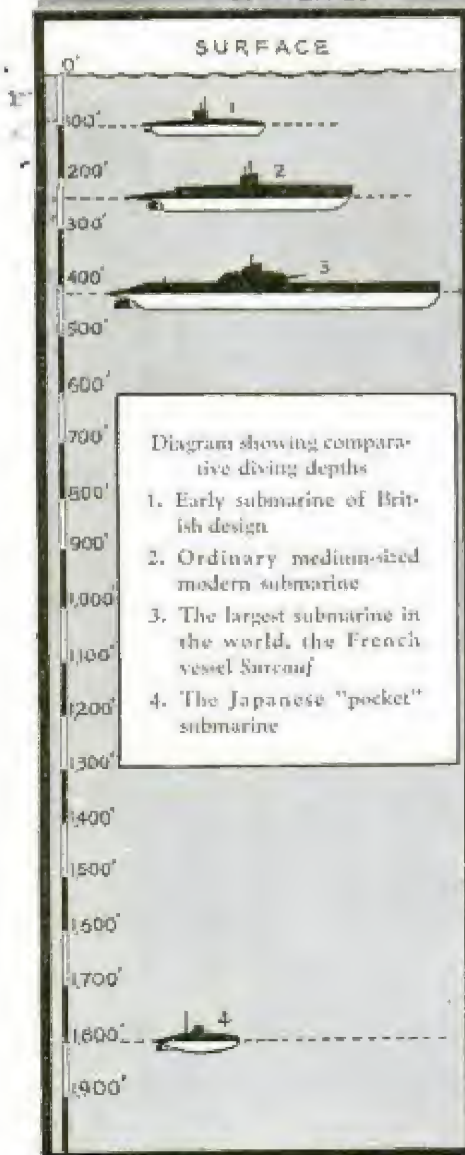 SURFACE
0'
100'
1
200'
2
300'
400'
3
500'
600'
700'
800'
900'
1,000'
1,100'
1,200'
1,300'
Diagram showing compara-
tive diving depths
1. Early submarine of Brit-
ish design
2. Ordinary medium-sized
modern submarine
3. The largest submarine in
the world, the French
vessel Surcouf
4. The Japanese "pocket"
submarine
1,400'
1,500'
1,600'
1,700'
1,800'
4
1,900'